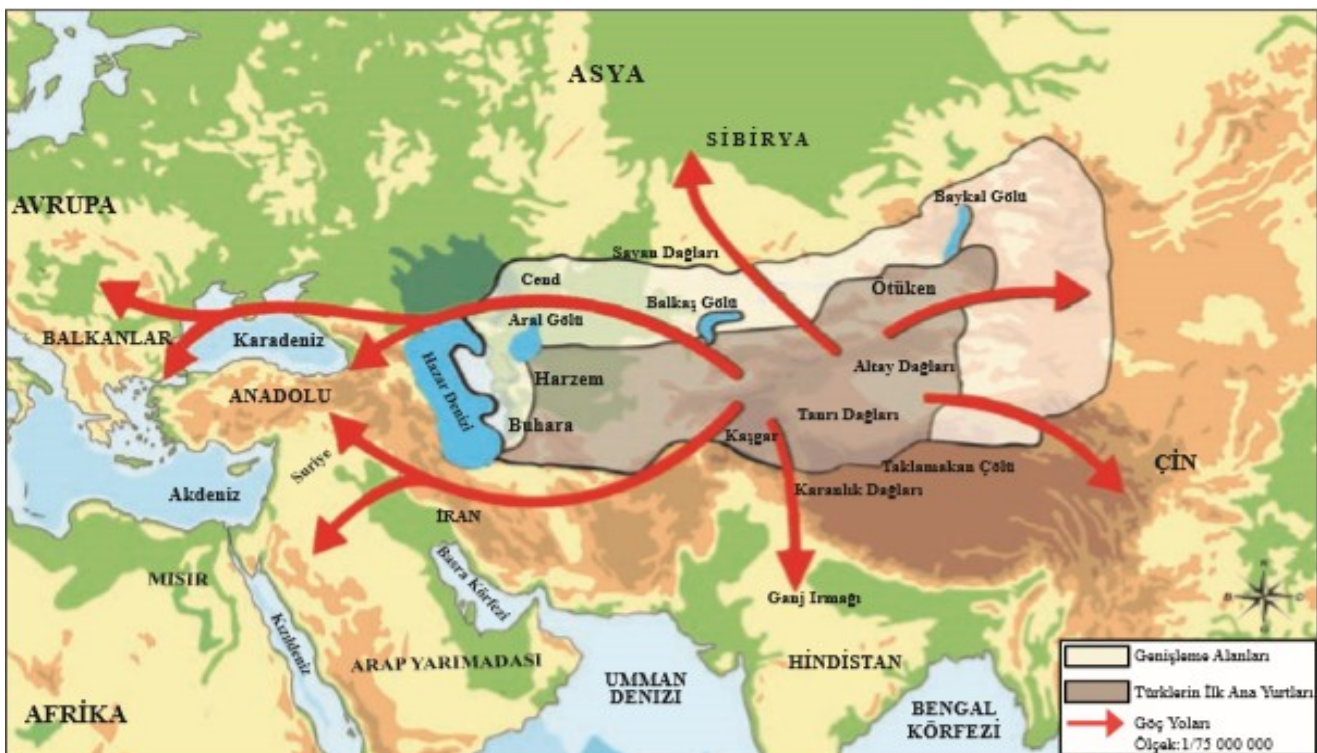 ASYA
SİBİRYA
AVRUPA
Baykal Gölü
Sayan Dağları
Cend
Ötüken
Balkaş Gölü
Aral Gölü
BALKANLAR
Karadeniz
Hazar Denizi
Harzem
Altay Dağları
ANADOLU
Buhara
Tanrı Dağları
Kaşgar
Suriye
Taklamakan Çölü
ÇİN
Karanlık Dağları
Akdeniz
İRAN
MISIR
Basra Körfezi
Ganj Irmağı
Kızıldeniz
ARAP YARIMADASI
HİNDİSTAN
UMMAN
DENIZI
AFRİKA
BENGAL
KÖRFEZİ
Genişleme Alanları
Türklerin İlk Ana Yurtları
Göç Yolları
Ölçek:1/75 000 000